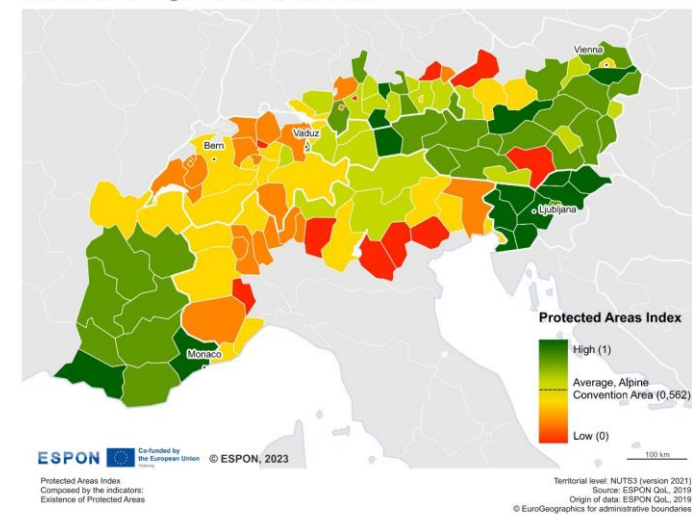 Vienna
Vaduz
Bern
Ljubljana
Monaco
Protected Areas Index
High (1)
Average, Alpine
Convention Area (0,562)
Low (0)
100 km
ESPON
Co-funded by
the European Union
© ESPON, 2023
Protected Areas Index
Composed by the indicators:
Existence of Protected Areas
Territorial level: NUTS3 (version 2021)
Source: ESPON QoL, 2019
Origin of data: ESPON QoL, 2019
© EuroGeographics for administrative boundaries